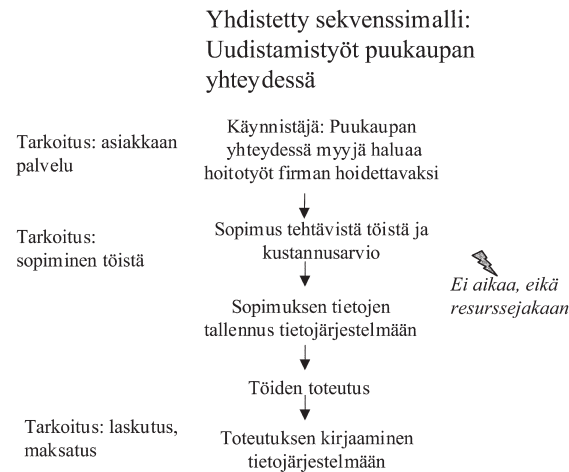 Yhdistetty sekvenssimalli:
Uudistamistyöt puukaupan
yhteydessä
Tarkoitus: asiakkaan
palvelu
Käynnistäjä: Puukaupan
yhteydessä myyjä haluaa
hoitotyöt firman hoidettavaksi
Tarkoitus:
sopiminen töistä
Sopimus tehtävistä töistä ja
kustannusarvio
Ei aikaa, eikä
resurssejakaan
Sopimuksen tietojen
tallennus tietojärjestelmään
Töiden toteutus
Tarkoitus: laskutus,
maksatus
Toteutuksen kirjaaminen
tietojärjestelmään